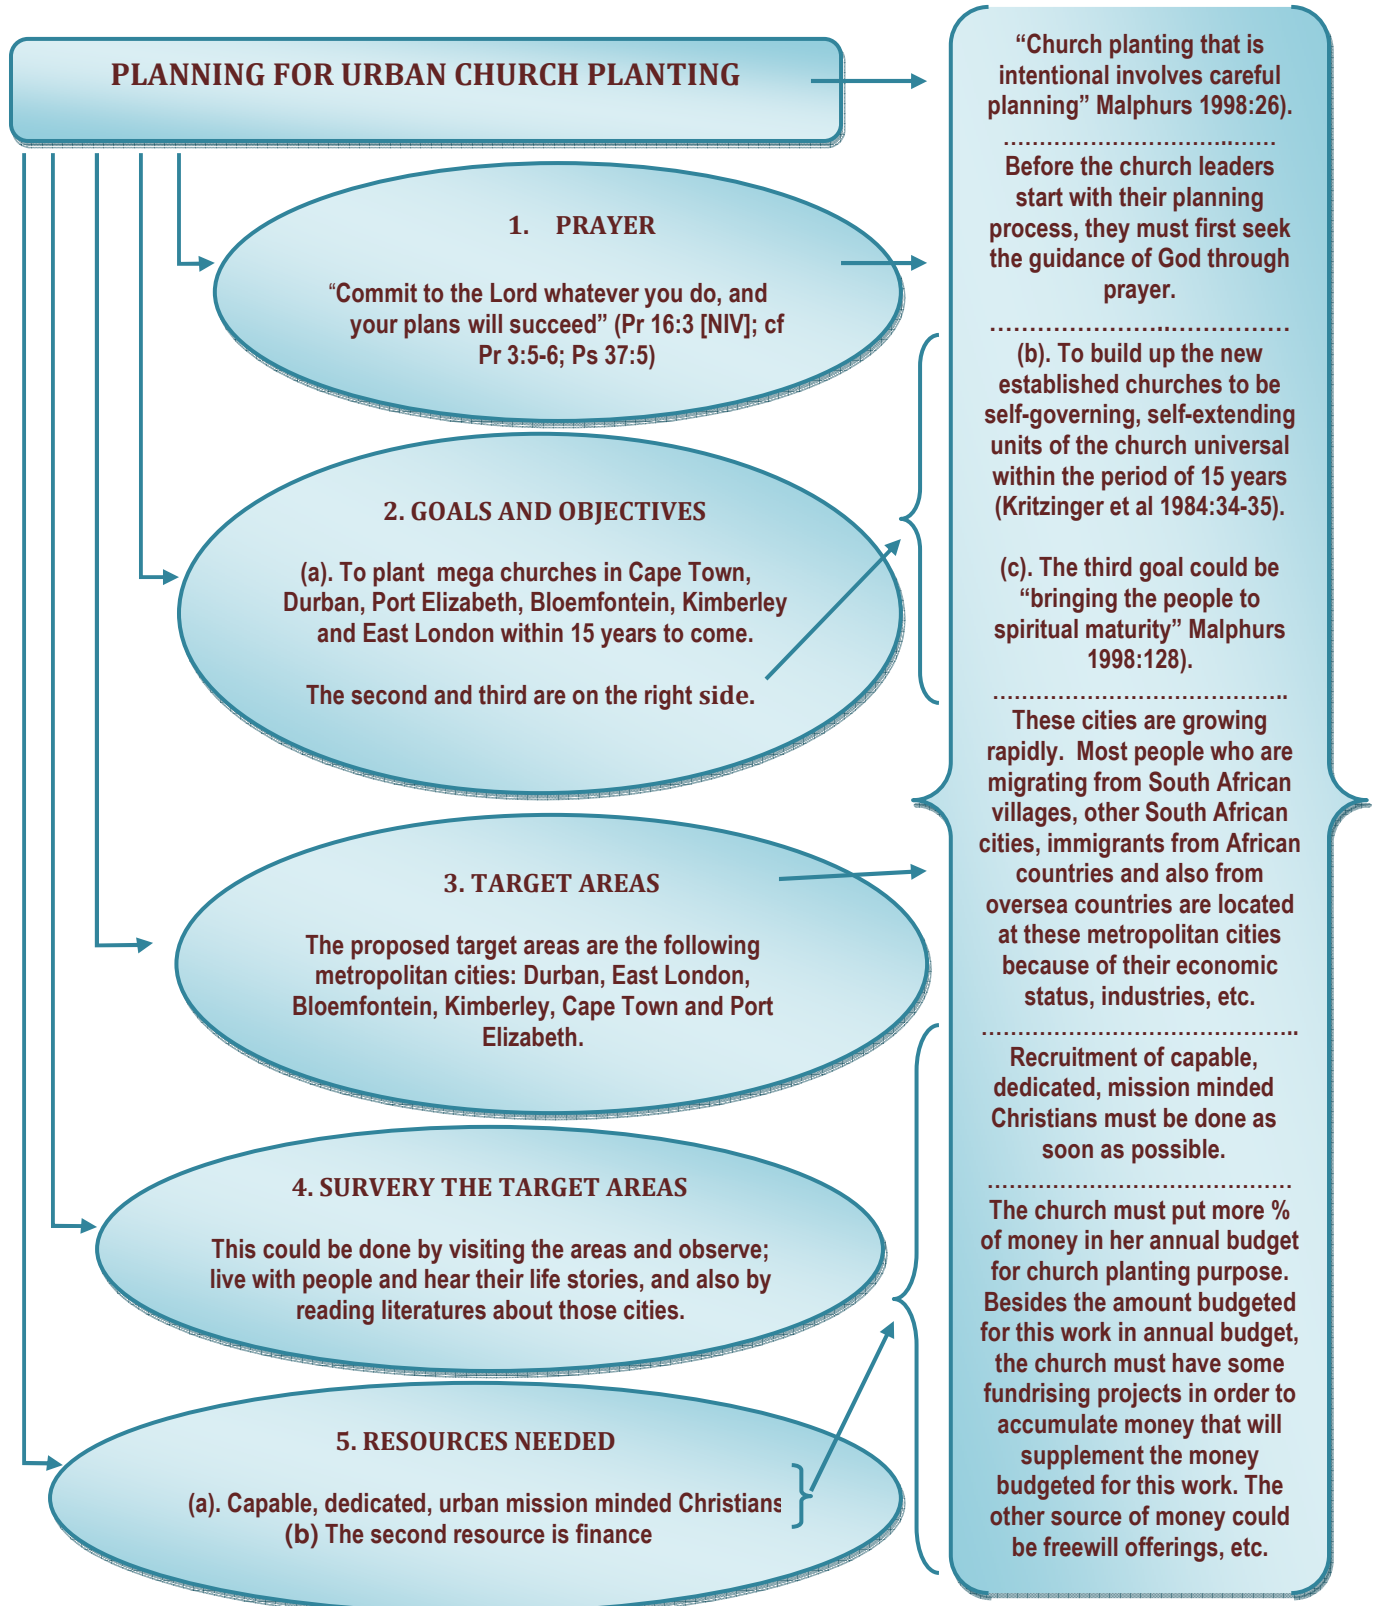 PLANNING FOR URBAN CHURCH PLANTING
1. PRAYER
“Commit to the Lord whatever you do, and
your plans will succeed” (Pr 16:3 [NIV]; cf
Pr 3:5-6; Ps 37:5)
2. GOALS AND OBJECTIVES
(a). To plant mega churches in Cape Town,
Durban, Port Elizabeth, Bloemfontein, Kimberley
and East London within 15 years to come.
The second and third are on the right side.
3. TARGET AREAS
The proposed target areas are the following
metropolitan cities: Durban, East London,
Bloemfontein, Kimberley, Cape Town and Port
Elizabeth.
4. SURVERY THE TARGET AREAS
This could be done by visiting the areas and observe;
live with people and hear their life stories, and also by
reading literatures about those cities.
5. RESOURCES NEEDED
(a). Capable, dedicated, urban mission minded Christians
(b) The second resource is finance
“Church planting that is
intentional involves careful
planning” Malphurs 1998:26).
……………………………...……
Before the church leaders
start with their planning
process, they must first seek
the guidance of God through
prayer.
…………………..……………
(b). To build up the new
established churches to be
self-governing, self-extending
units of the church universal
within the period of 15 years
(Kritzinger et al 1984:34-35).
(c). The third goal could be
“bringing the people to
spiritual maturity” Malphurs
1998:128).
…………………………………..
These cities are growing
rapidly. Most people who are
migrating from South African
villages, other South African
cities, immigrants from African
countries and also from
oversea countries are located
at these metropolitan cities
because of their economic
status, industries, etc.
……………………………………..
Recruitment of capable,
dedicated, mission minded
Christians must be done as
soon as possible.
……………………………………
The church must put more %
of money in her annual budget
for church planting purpose.
Besides the amount budgeted
for this work in annual budget,
the church must have some
fundrising projects in order to
accumulate money that will
supplement the money
budgeted for this work. The
other source of money could
be freewill offerings, etc.